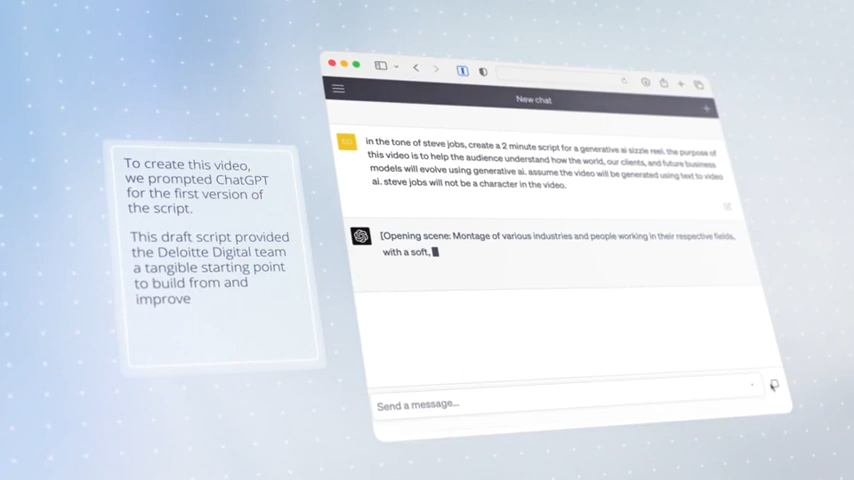 To create this video,
we prompted ChatGPT
for the first version of
the script.
This draft script provided
the Deloitte Digital team
a tangible starting point
to build from and
improve
New chat
in the tone of steve jobs, create a 2 minute script for a generative ai sizzle reel. the purpose of
this video is to help the audience understand how the world, our clients, and future business
models will evolve using generative ai. assume the video will be generated using text to video
ai. steve jobs will not be a character in the video.
[Opening scene: Montage of various industries and people working in their respective fields,
with a soft,
Send a message...